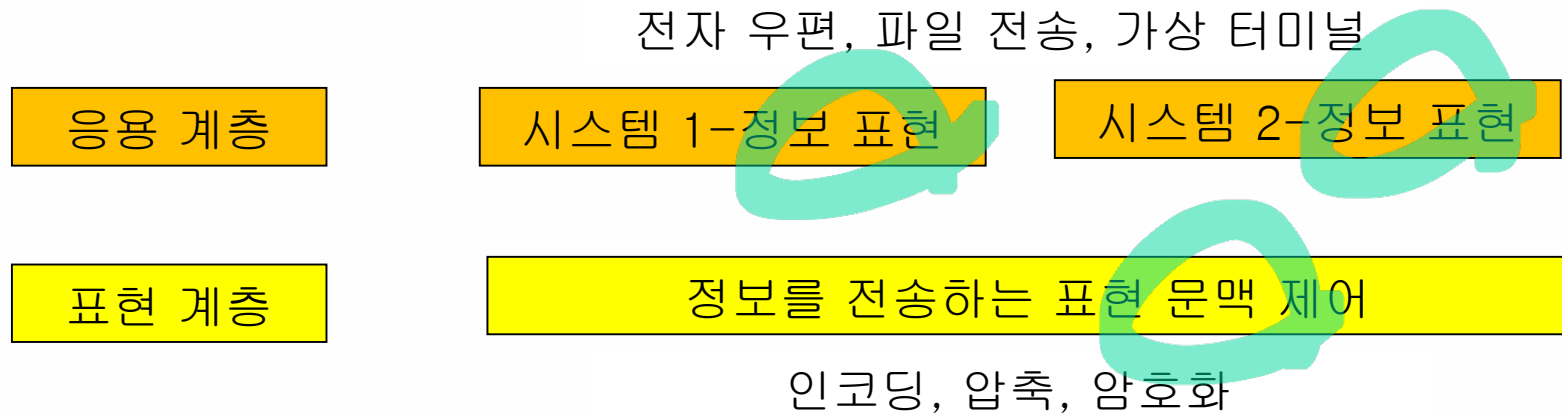 전자 우편, 파일 전송, 가상 터미널
응용 계층
시스템 1-정보 표현
시스템 2-정보 표현
표현 계층
정보를 전송하는 표현 문맥 제어
인코딩, 압축, 암호화